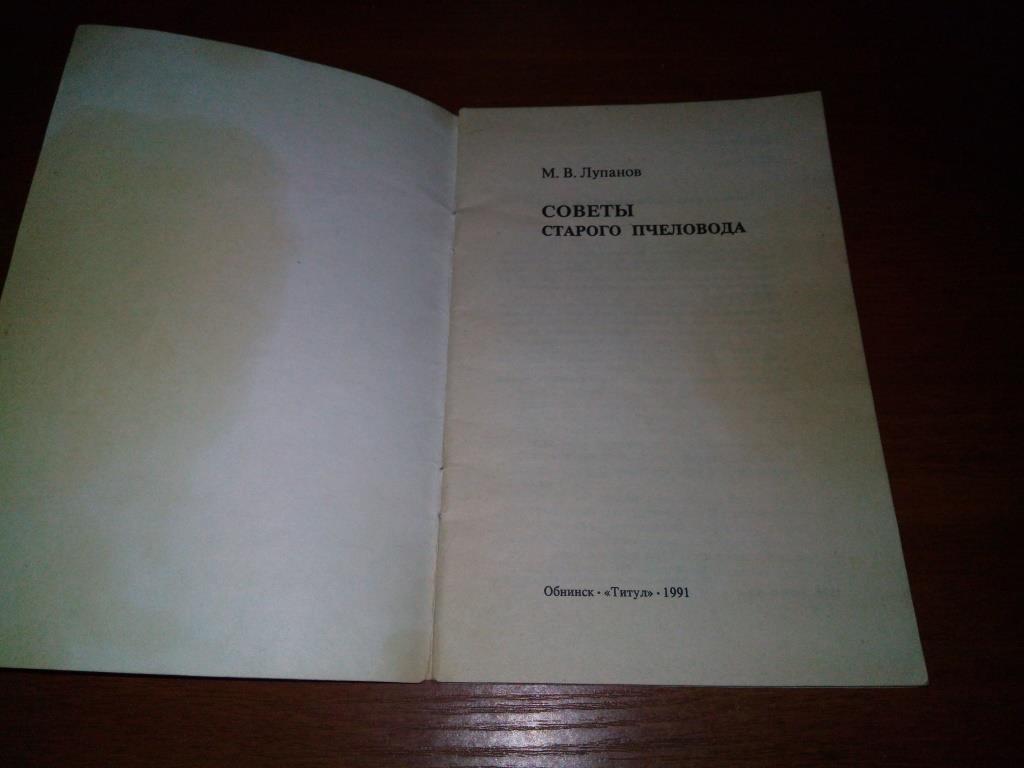 М. В. Лупанов
СОВЕТЫ
СТАРОГО ПЧЕЛОВОДА
Обнинск · «Титул» · 1991